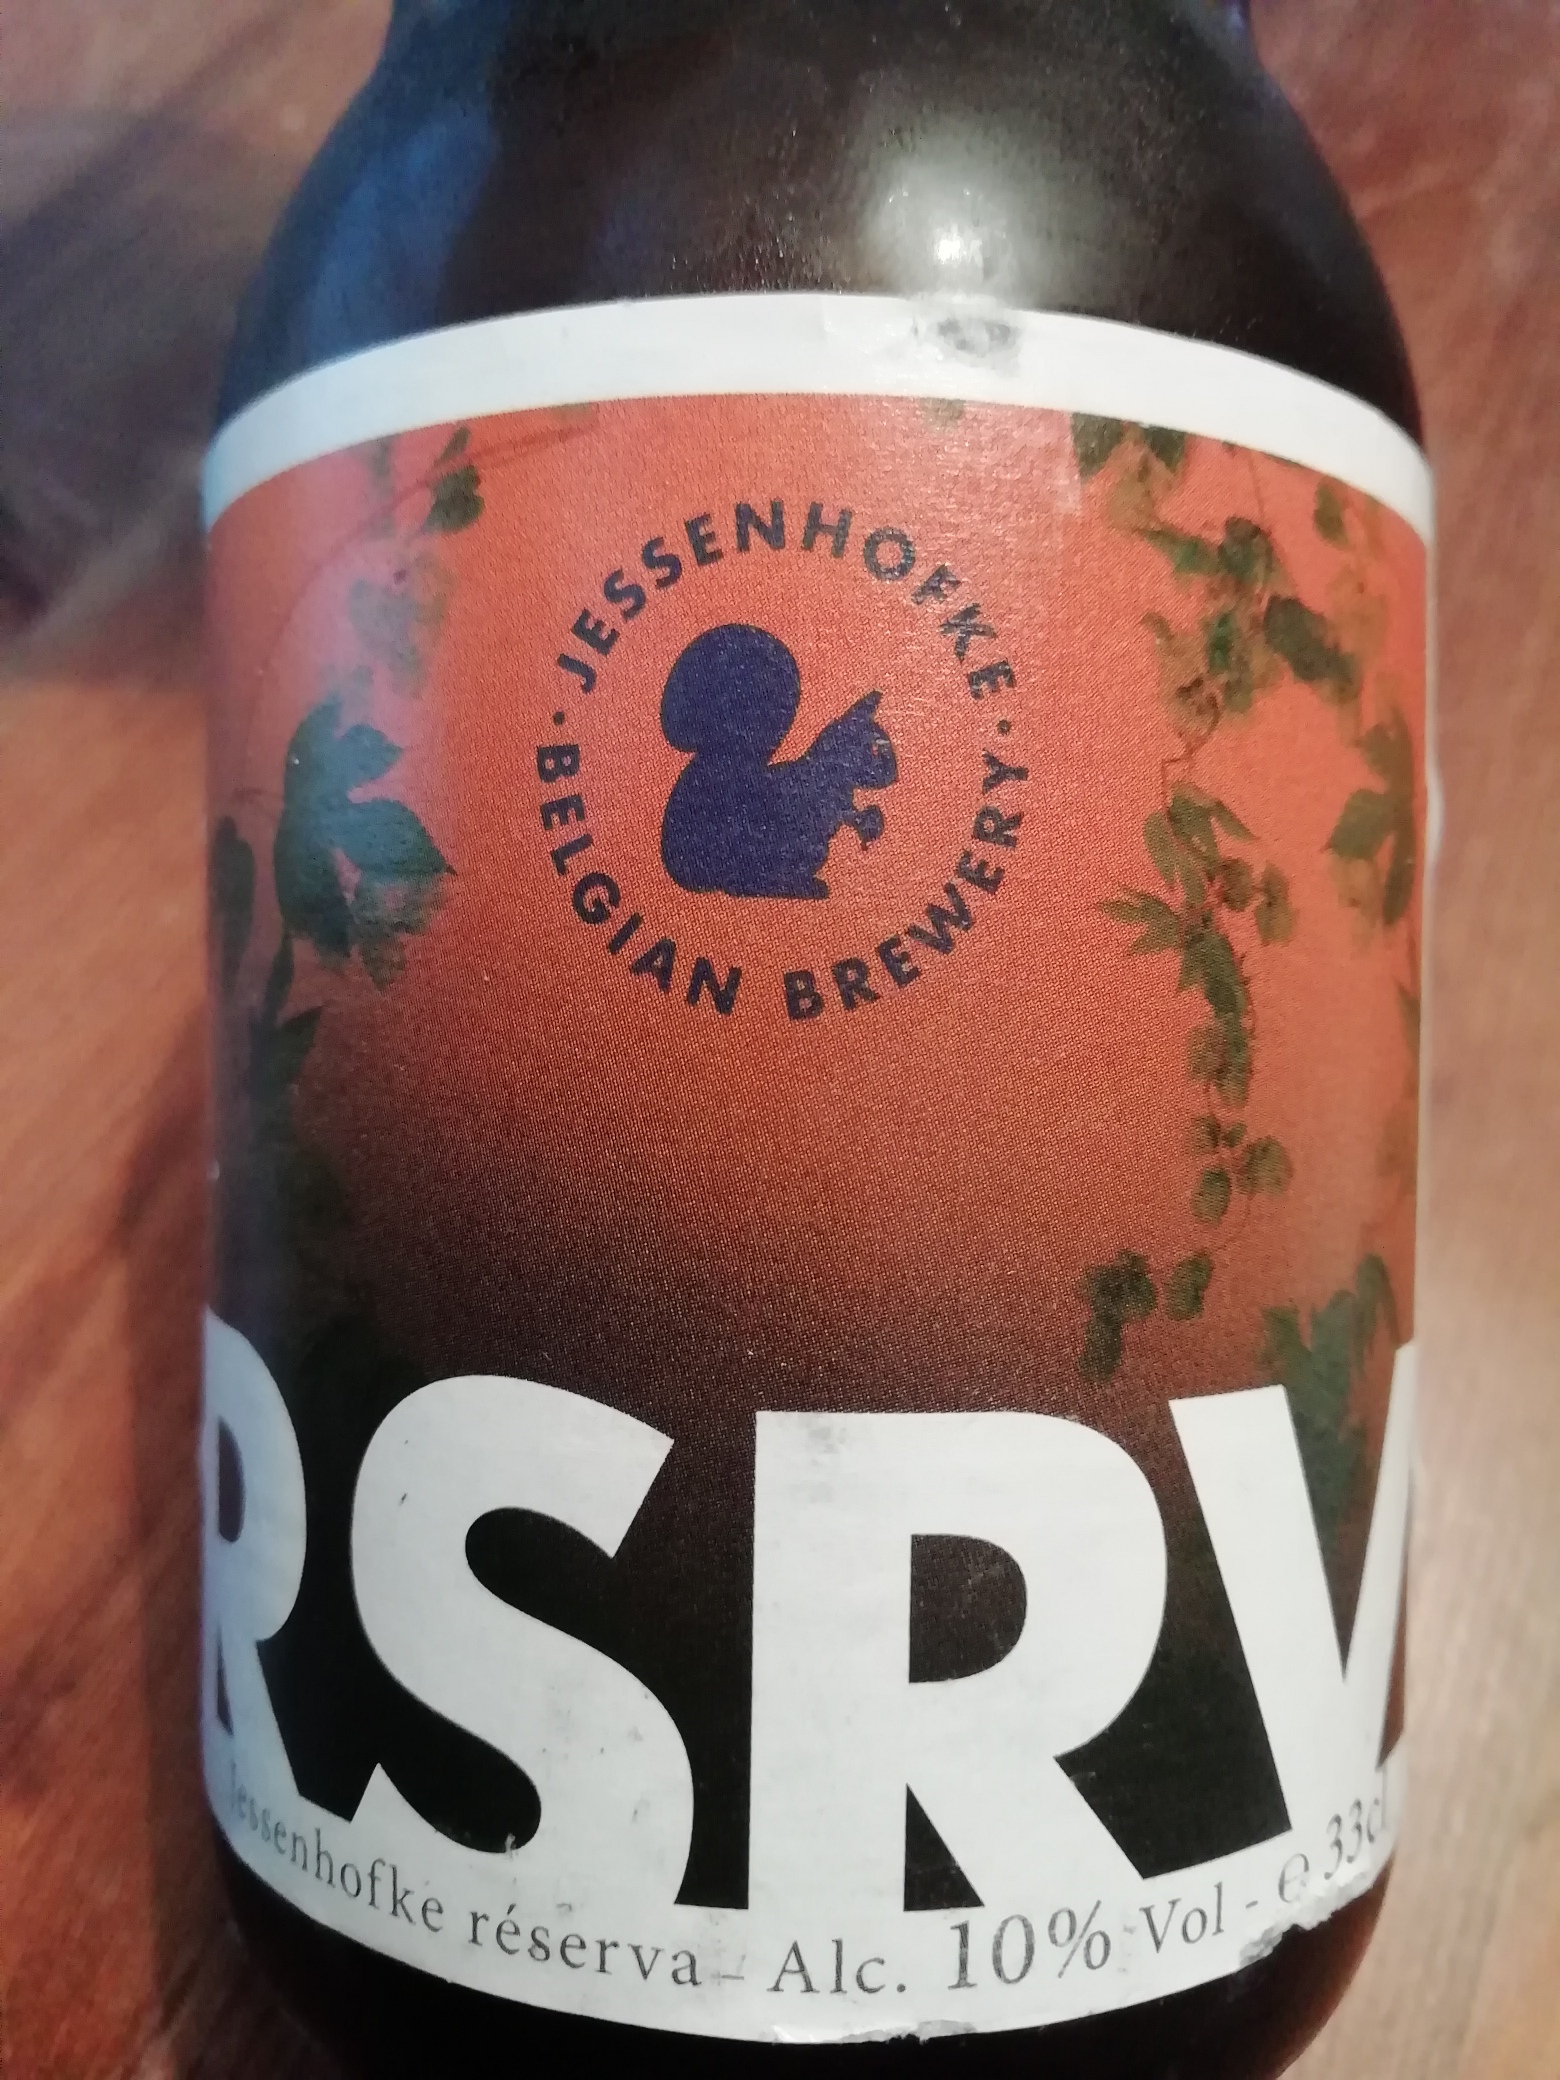 JESSENHOFKE
BELGIAN BREWERY
RSRV
Jessenhofke réserva - Alc. 10% Vol - e 33cl